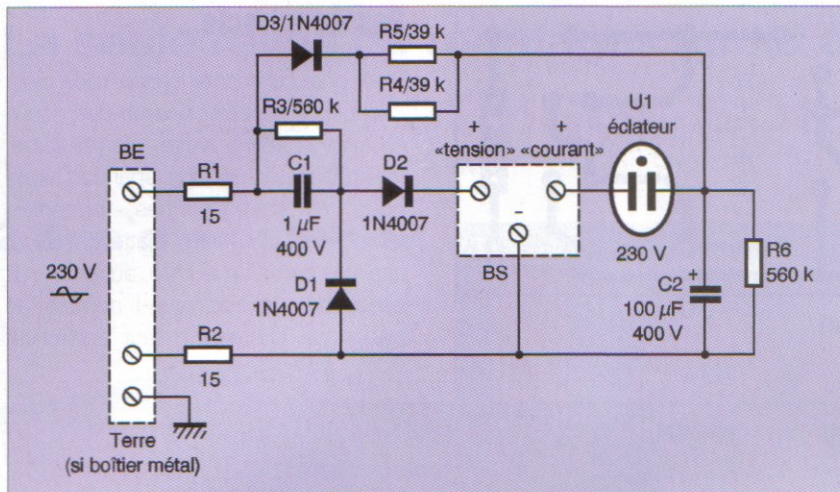 D3/1N4007
R5/39 k
R4/39k
R3/560 k
U1
éclateur
BE
+ +
«tension» «courant»
R1
C1
D2
15
1 µF
400 V
1N4007
-
230 V
BS
230 V
R6
560 k
D1
1N4007
C2
+
100 µF
400 V
R2
15
Terre
(si boîtier métal)